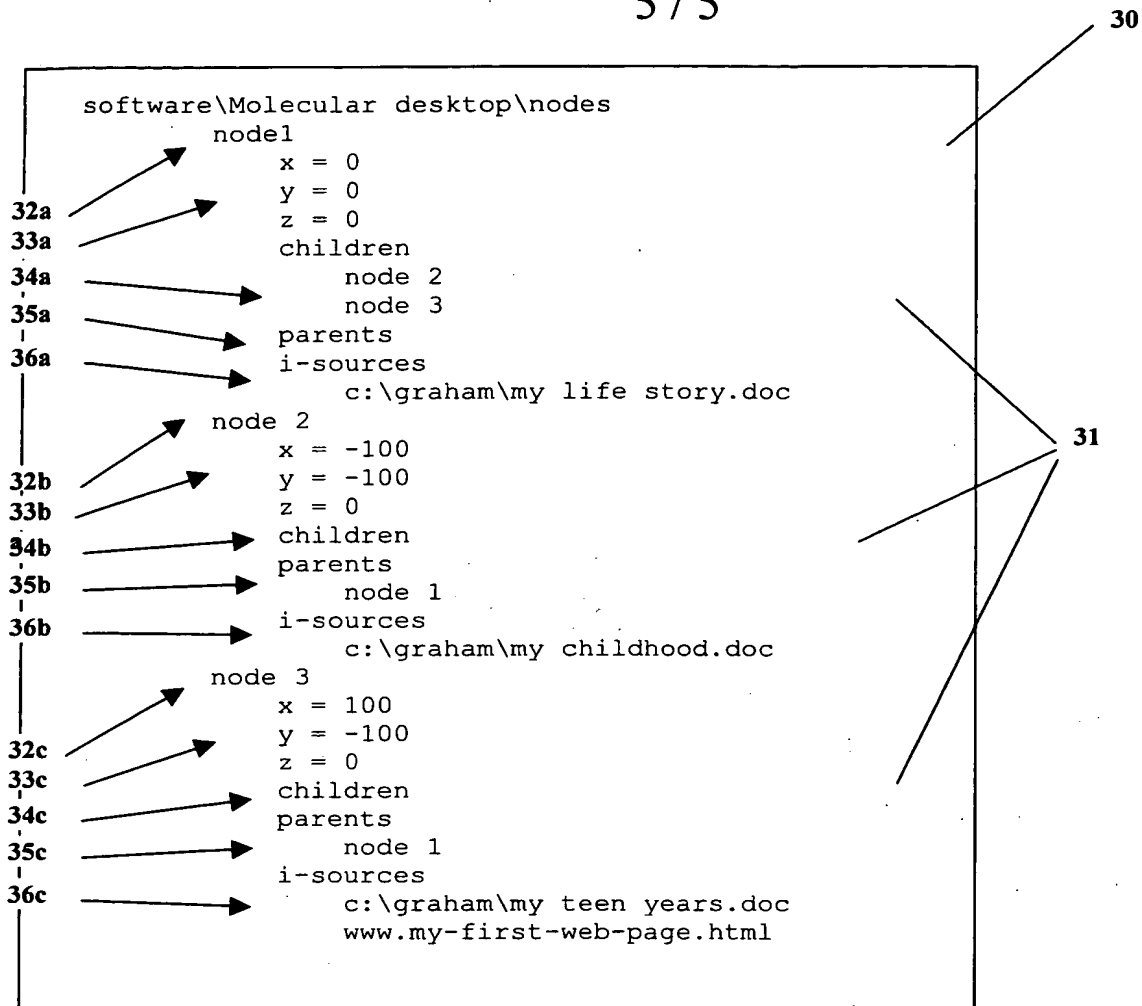 5 / 5
30
software\Molecular desktop\nodes
node1
x = 0
y = 0
32a
z = 0
33a
children
34a
node 2
node 3
35a
parents
36a
i-sources
c:\graham\my life story.doc
node 2
31
x = -100
32b
y = -100
33b
z = 0
34b
children
parents
35b
node 1
36b
i-sources
c:\graham\my childhood.doc
node 3
x = 100
32c
y = -100
33c
z = 0
children
34c
parents
35c
node 1
i-sources
36c
c:\graham\my teen years.doc
www.my-first-web-page.html